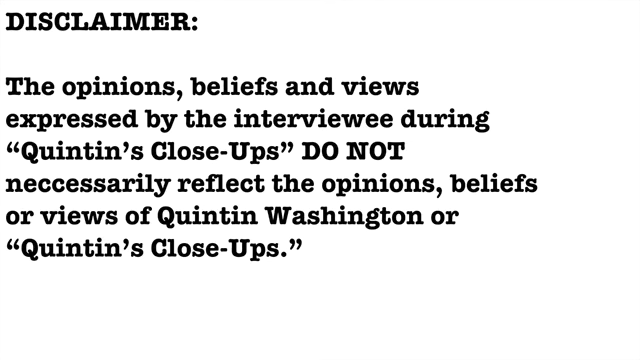 DISCLAIMER:
The opinions, beliefs and views
expressed by the interviewee during
“Quintin’s Close-Ups” DO NOT
neccessarily reflect the opinions, beliefs
or views of Quintin Washington or
“Quintin’s Close-Ups.”